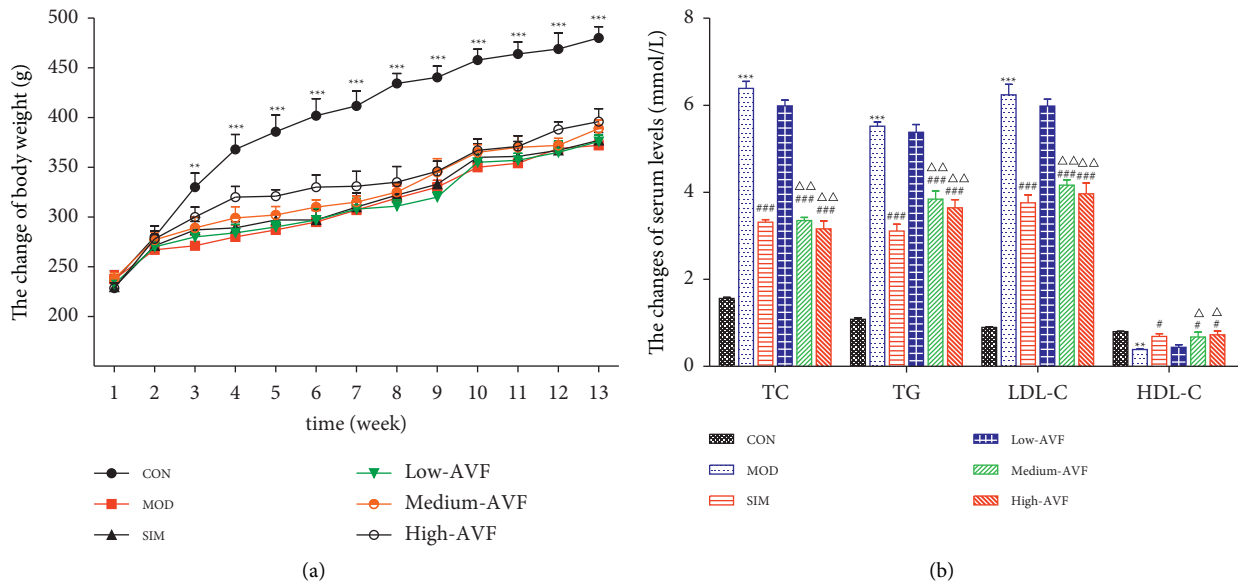 The change of body weight (g)
500
450
400
350
300
250
200
** *** *** *** *** *** *** *** *** *** ***
1 2 3 4 5 6 7 8 9 10 11 12 13
time (week)
CON
MOD
SIM
Low-AVF
Medium-AVF
High-AVF
(a)
The changes of serum levels (mmol/L)
8
6
4
2
0
*** ### △△ ### △△ ###
*** ### △△ ### △△ ###
*** ### △△ ### △△ ###
** # △ # △ #
TC TG LDL-C HDL-C
CON
MOD
SIM
Low-AVF
Medium-AVF
High-AVF
(b)